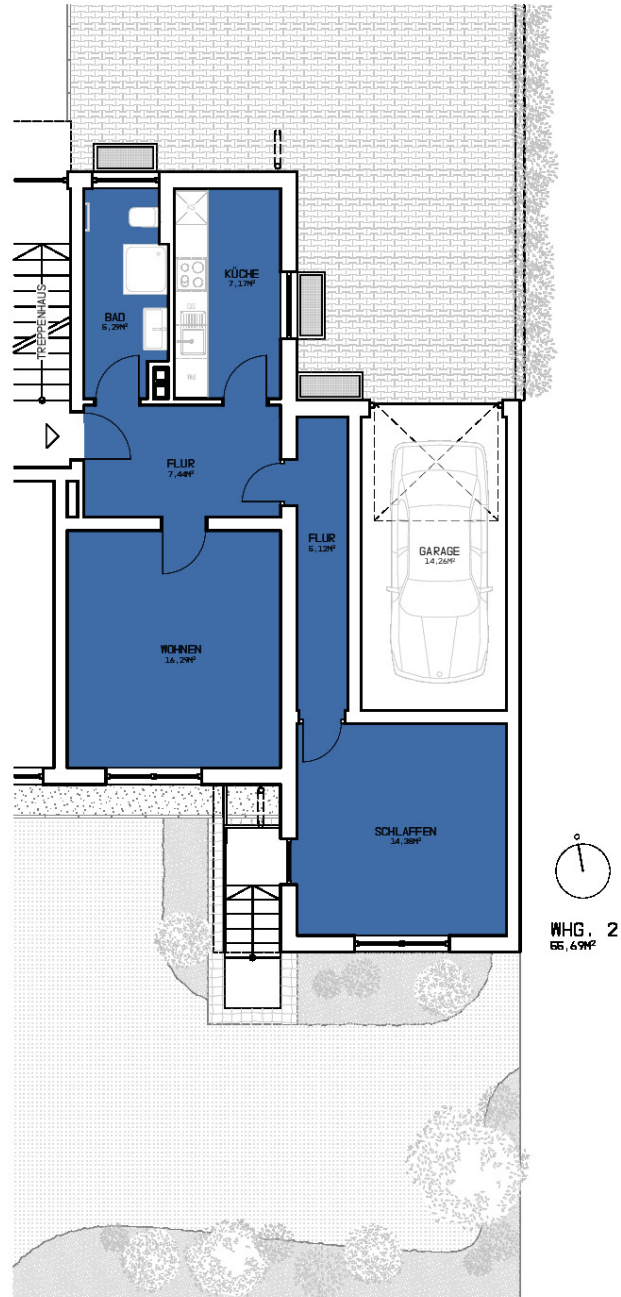 TREPPENHAUS
BAD
5,29M²
KÜCHE
7,17M²
FLUR
7,44M²
FLUR
5,12M²
GARAGE
14,26M²
WOHNEN
16,29M²
SCHLAFFEN
14,38M²
WHG. 2
55,69M²